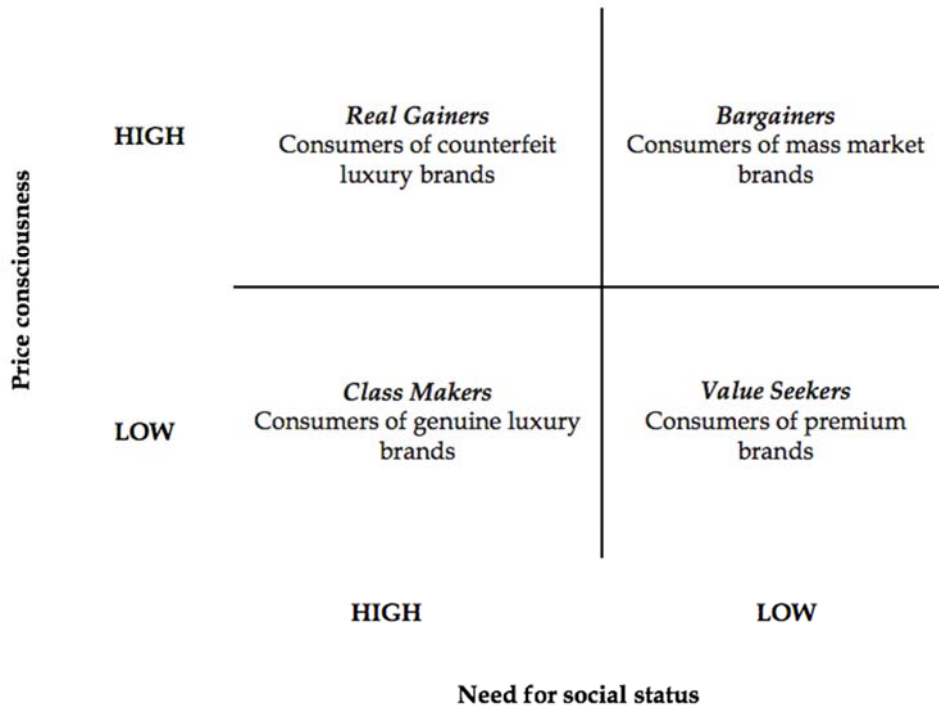 Price consciousness
HIGH
Real Gainers
Consumers of counterfeit
luxury brands
Bargainers
Consumers of mass market
brands
LOW
Class Makers
Consumers of genuine luxury
brands
Value Seekers
Consumers of premium
brands
HIGH
LOW
Need for social status